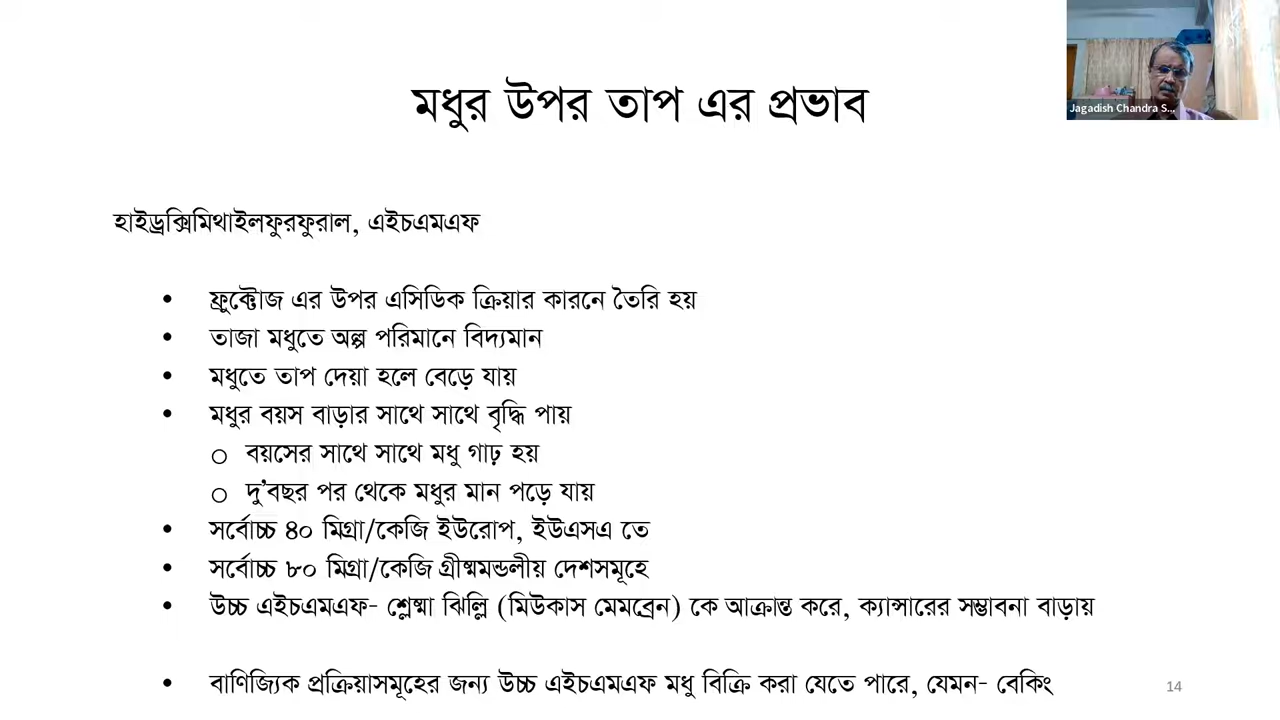 Jagadish Chandra S...
মধুর উপর তাপ এর প্রভাব
হাইড্রক্সিমিথাইলফুরফুরাল, এইচএমএফ
• ফ্রুক্টোজ এর উপর এসিডিক ক্রিয়ার কারনে তৈরি হয়
• তাজা মধুতে অল্প পরিমানে বিদ্যমান
• মধুতে তাপ দেয়া হলে বেড়ে যায়
• মধুর বয়স বাড়ার সাথে সাথে বৃদ্ধি পায়
o বয়সের সাথে সাথে মধু গাঢ় হয়
o দু’বছর পর থেকে মধুর মান পড়ে যায়
• সর্বোচ্চ ৪০ মিগ্রা/কেজি ইউরোপ, ইউএসএ তে
• সর্বোচ্চ ৮০ মিগ্রা/কেজি গ্রীষ্মমন্ডলীয় দেশসমূহে
• উচ্চ এইচএমএফ- শ্লেষ্মা ঝিল্লি (মিউকাস মেমব্রেন) কে আক্রান্ত করে, ক্যান্সারের সম্ভাবনা বাড়ায়
• বাণিজ্যিক প্রক্রিয়াসমূহের জন্য উচ্চ এইচএমএফ মধু বিক্রি করা যেতে পারে, যেমন- বেকিং
14